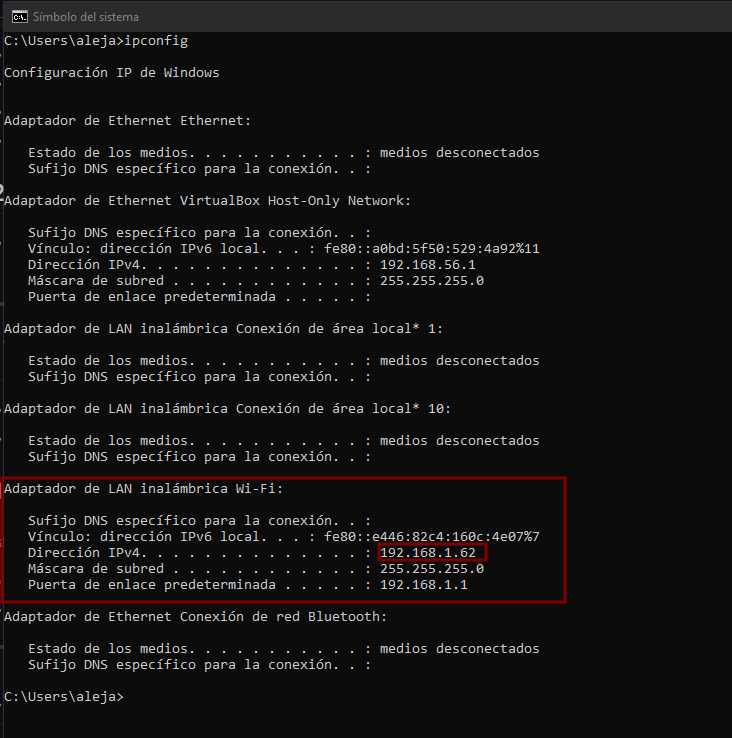 Símbolo del sistema
C:\Users\aleja>ipconfig
Configuración IP de Windows
Adaptador de Ethernet Ethernet:
Estado de los medios. . . . . . . . . . . : medios desconectados
Sufijo DNS específico para la conexión. . :
Adaptador de Ethernet VirtualBox Host-Only Network:
Sufijo DNS específico para la conexión. . :
Vínculo: dirección IPv6 local. . . : fe80::a0bd:5f50:529:4a92%11
Dirección IPv4. . . . . . . . . . . . . . : 192.168.56.1
Máscara de subred . . . . . . . . . . . . : 255.255.255.0
Puerta de enlace predeterminada . . . . . :
Adaptador de LAN inalámbrica Conexión de área local* 1:
Estado de los medios. . . . . . . . . . . : medios desconectados
Sufijo DNS específico para la conexión. . :
Adaptador de LAN inalámbrica Conexión de área local* 10:
Estado de los medios. . . . . . . . . . . : medios desconectados
Sufijo DNS específico para la conexión. . :
Adaptador de LAN inalámbrica Wi-Fi:
Sufijo DNS específico para la conexión. . :
Vínculo: dirección IPv6 local. . . : fe80::e446:82c4:160c:4e07%7
Dirección IPv4. . . . . . . . . . . . . . : 192.168.1.62
Máscara de subred . . . . . . . . . . . . : 255.255.255.0
Puerta de enlace predeterminada . . . . . : 192.168.1.1
Adaptador de Ethernet Conexión de red Bluetooth:
Estado de los medios. . . . . . . . . . . : medios desconectados
Sufijo DNS específico para la conexión. . :
C:\Users\aleja>